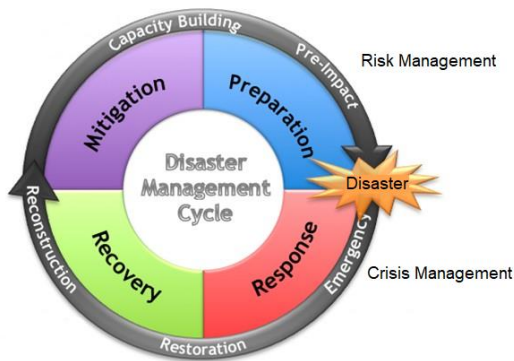 Capacity Building
Pre-Impact
Risk Management
Mitigation
Preparation
Disaster
Management
Cycle
Disaster
Reconstruction
Recovery
Response
Emergency
Crisis Management
Restoration